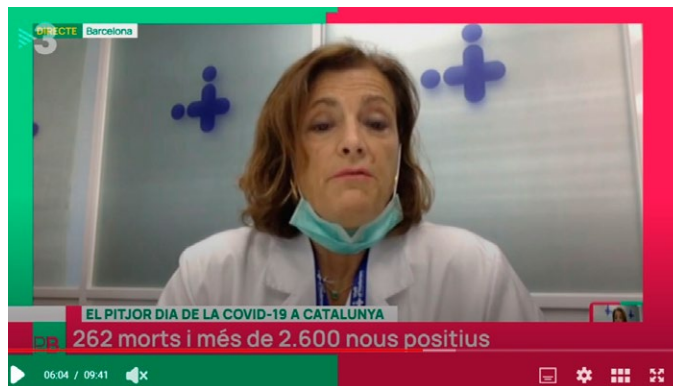 3
DIRECTE Barcelona
EL PITJOR DIA DE LA COVID-19 A CATALUNYA
PB 262 morts i més de 2.600 nous positius
06:04 / 09:41